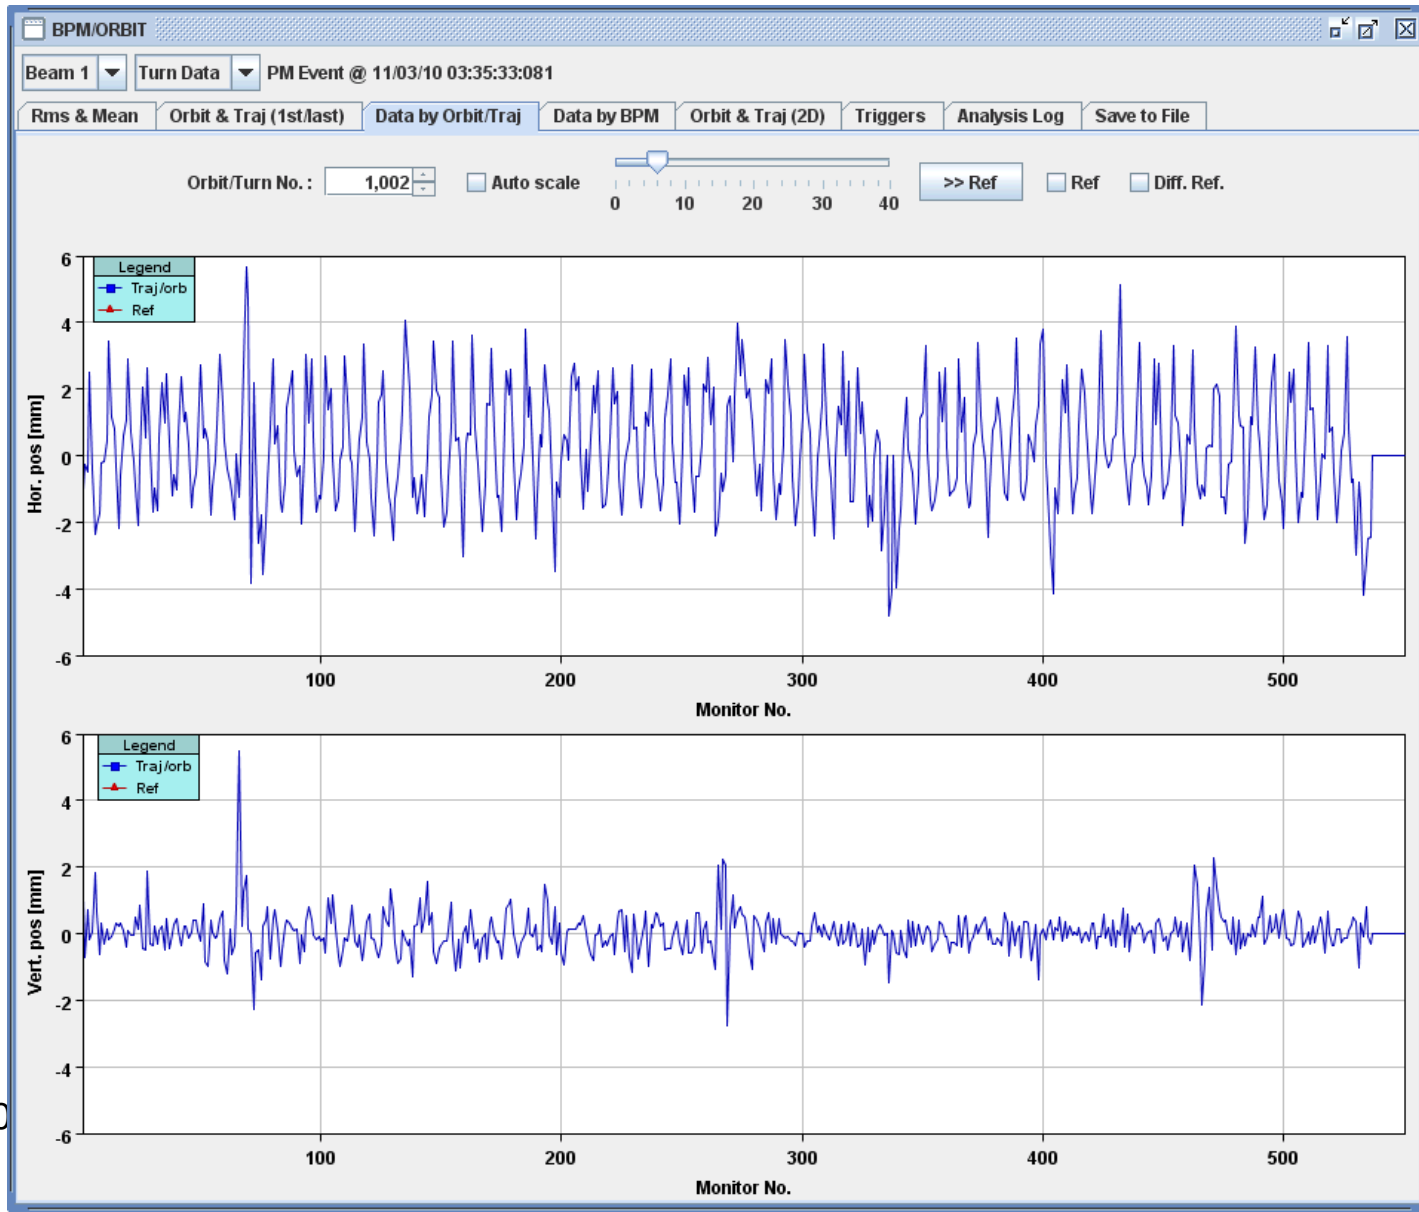 BPM/ORBIT
Beam 1 Turn Data PM Event @ 11/03/10 03:35:33:081
Rms & Mean Orbit & Traj (1st/last) Data by Orbit/Traj Data by BPM Orbit & Traj (2D) Triggers Analysis Log Save to File
Orbit/Turn No. : 1,002 Auto scale >> Ref Ref Diff. Ref.
0 10 20 30 40
Legend
Traj/orb
Ref
6
4
2
0
-2
-4
-6
Hor. pos [mm]
100 200 300 400 500
Monitor No.
Legend
Traj/orb
Ref
6
4
2
0
-2
-4
-6
Vert. pos [mm]
100 200 300 400 500
Monitor No.